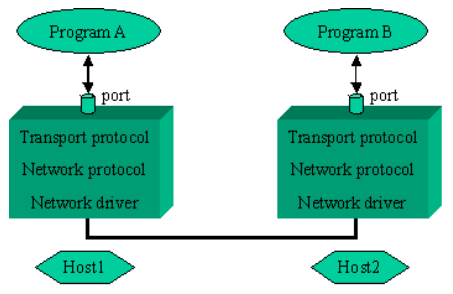 Program A
Program B
port
port
Transport protocol
Network protocol
Network driver
Transport protocol
Network protocol
Network driver
Host1
Host2